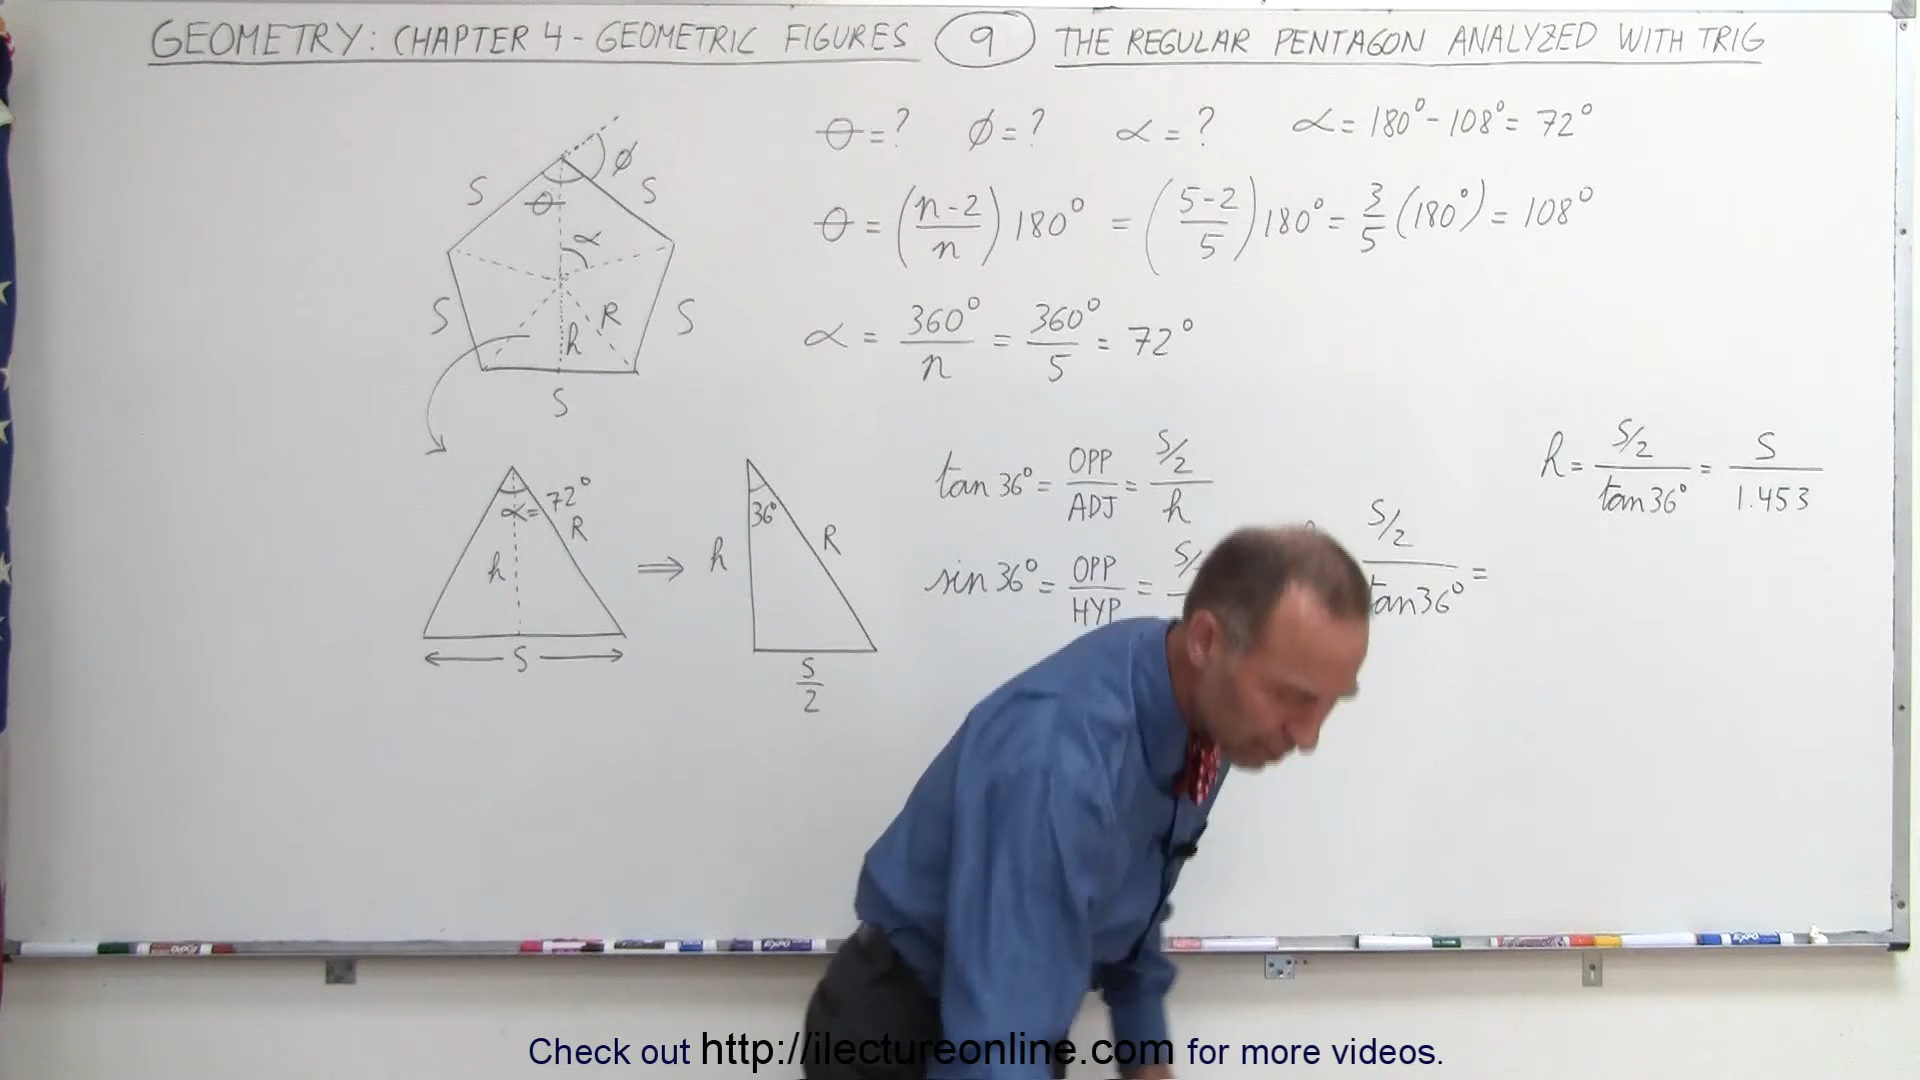 GEOMETRY: CHAPTER 4 - GEOMETRIC FIGURES 9 THE REGULAR PENTAGON ANALYZED WITH TRIG
θ = ? ϕ = ? α = ? α = 180° - 108° = 72°
ϕ
S
S
θ
α
S
S
R
h
S
θ = ((n-2)/n) 180° = ((5-2)/5) 180° = 3/5 (180°) = 108°
α = 360°/n = 360°/5 = 72°
α = 72°
R
h
S
⇒
36°
h
R
S/2
tan 36° = OPP/ADJ = (S/2)/h
sin 36° = OPP/HYP =
S/2
tan 36° =
h = (S/2)/tan 36° = S/1.453
EXPO
EXPO
Check out http://ilectureonline.com for more videos.